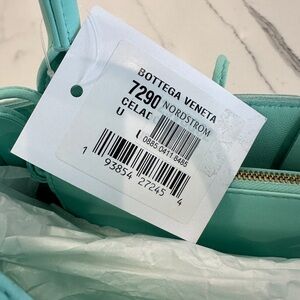 BOTTEGA VENETA
7290 NORDSTROM
CELAD
U
U
0885 0411 8485
1 93854 27245 4